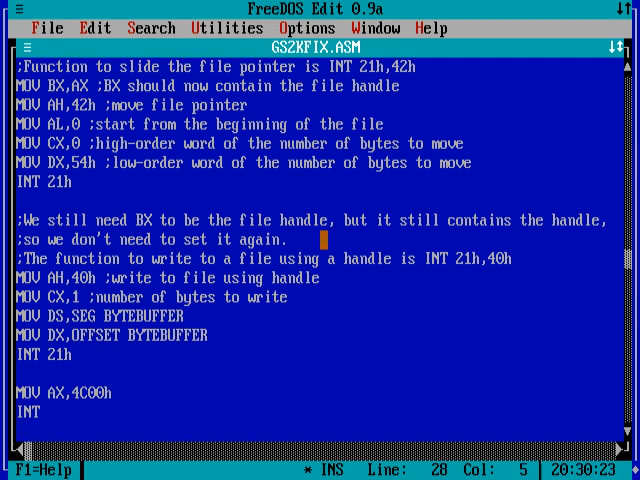 FreeDOS Edit 0.9a
File Edit Search Utilities Options Window Help
GS2KFIX.ASM
;Function to slide the file pointer is INT 21h,42h
MOV BX,AX ;BX should now contain the file handle
MOV AH,42h ;move file pointer
MOV AL,0 ;start from the beginning of the file
MOV CX,0 ;high-order word of the number of bytes to move
MOV DX,54h ;low-order word of the number of bytes to move
INT 21h
;We still need BX to be the file handle, but it still contains the handle,
;so we don't need to set it again.
;The function to write to a file using a handle is INT 21h,40h
MOV AH,40h ;write to file using handle
MOV CX,1 ;number of bytes to write
MOV DS,SEG BYTEBUFFER
MOV DX,OFFSET BYTEBUFFER
INT 21h
MOV AX,4C00h
INT
F1=Help * INS Line: 28 Col: 5 20:30:23